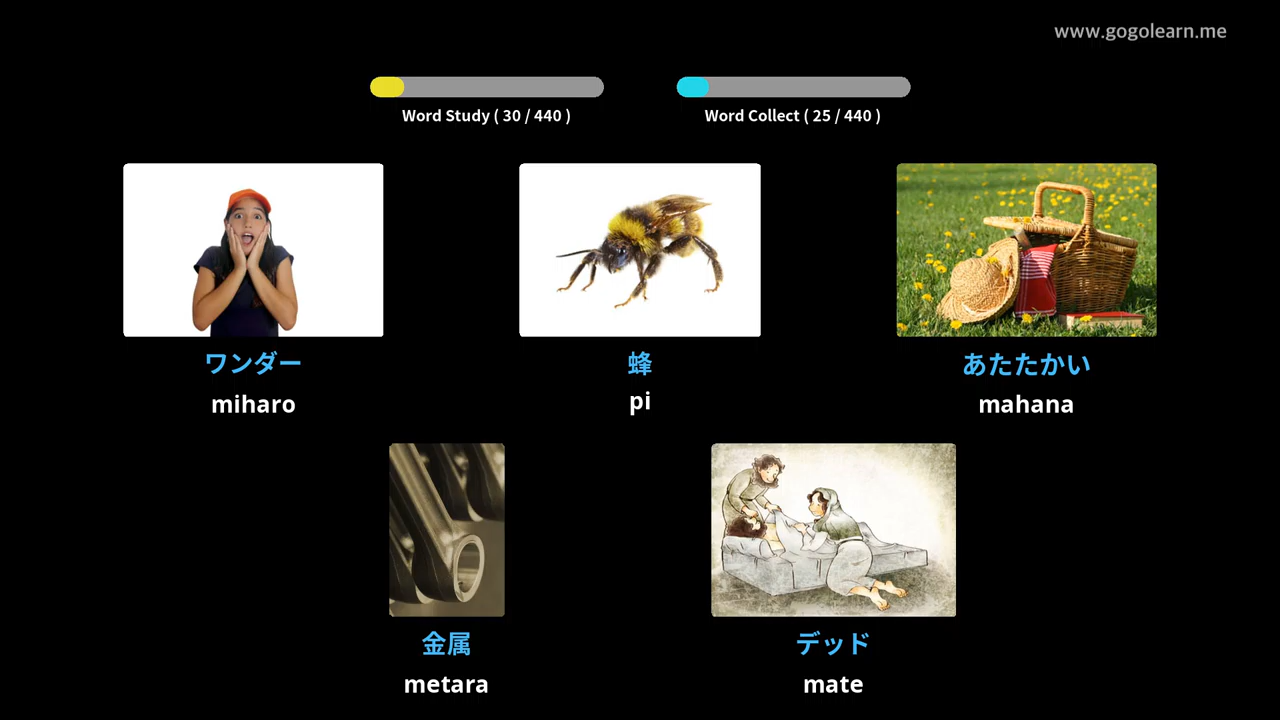 www.gogolearn.me
Word Study ( 30 / 440 )
Word Collect ( 25 / 440 )
ワンダー
miharo
蜂
pi
あたたかい
mahana
金属
metara
デッド
mate